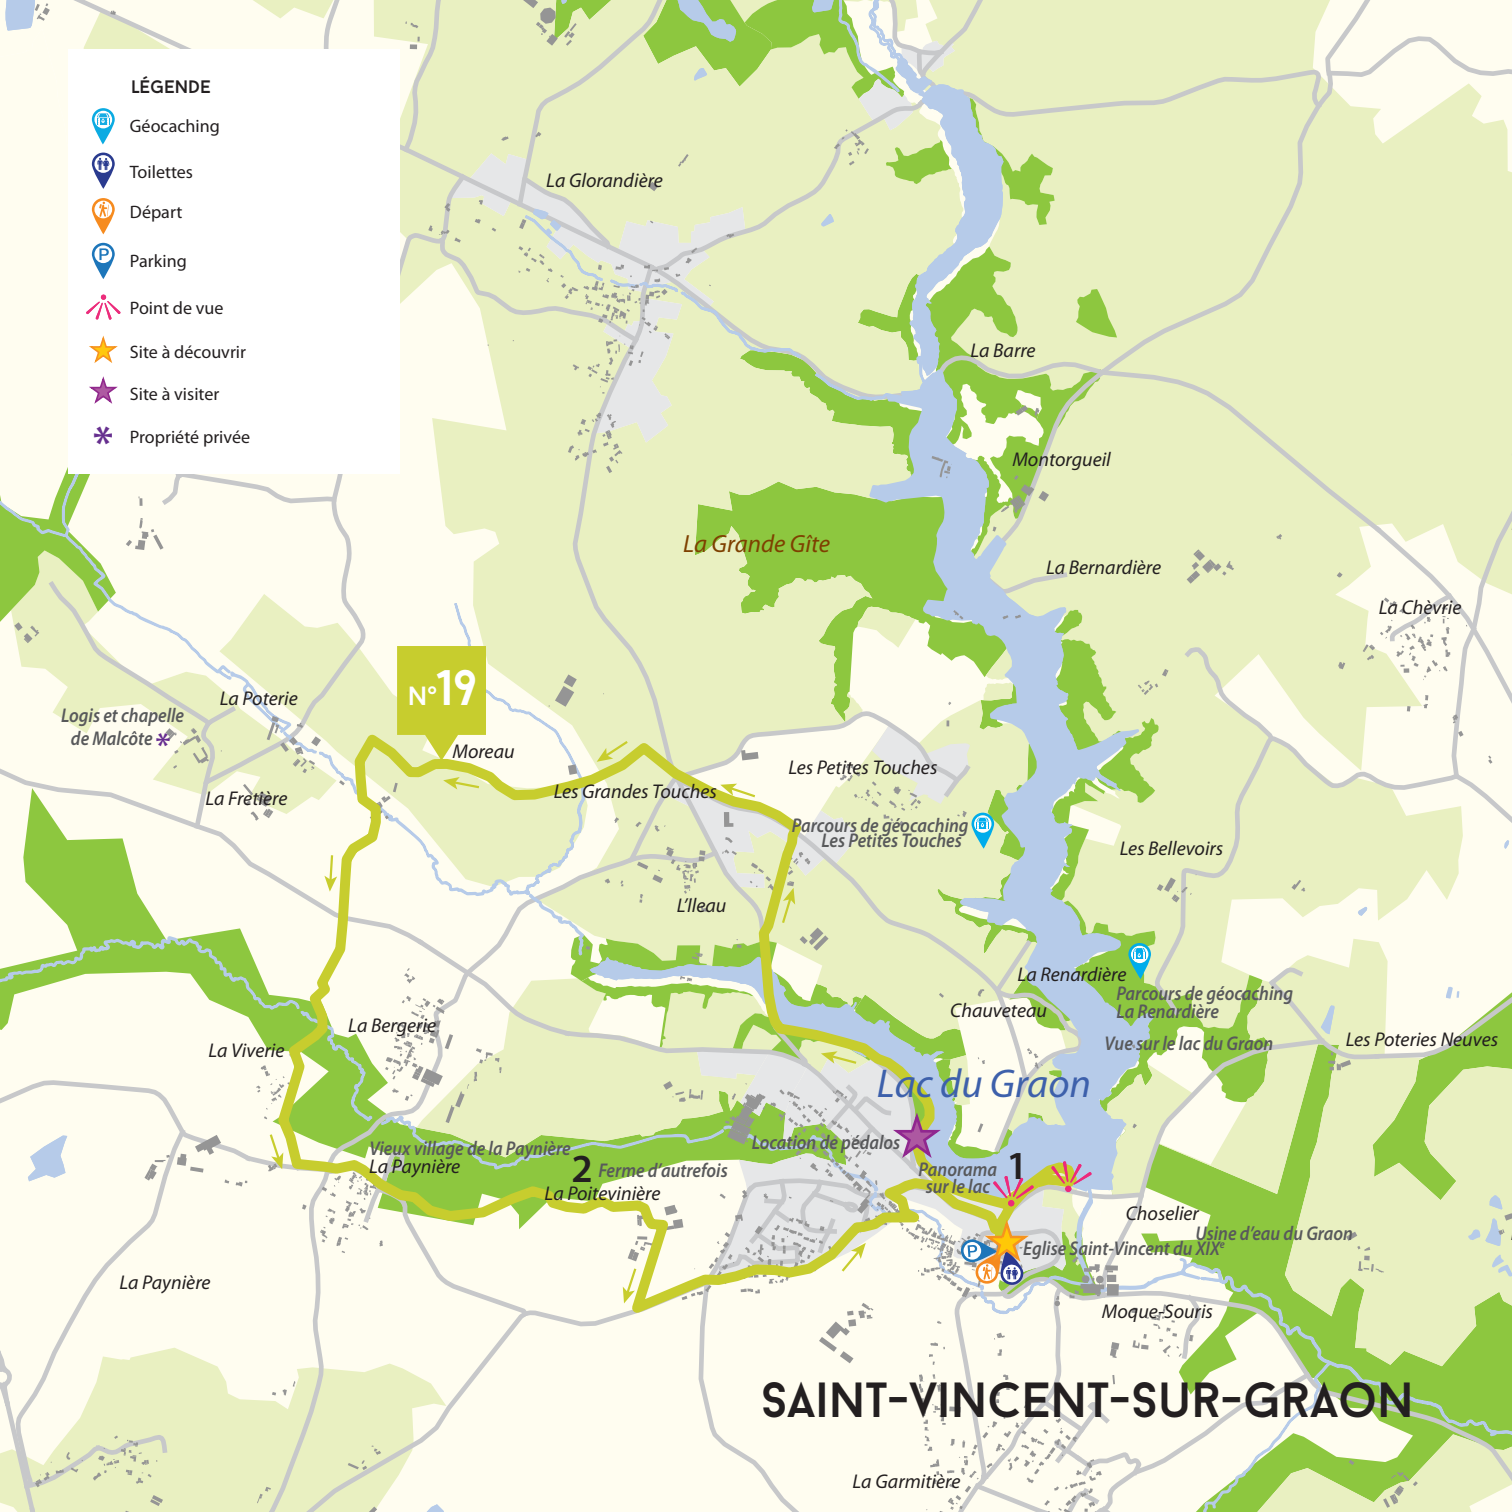 LÉGENDE
Géocaching
Toilettes
Départ
P
Parking
Point de vue
Site à découvrir
Site à visiter
Propriété privée
La Glorandière
La Barre
Montorgueil
La Grande Gîte
La Bernardière
La Chèvrie
N°19
La Poterie
Logis et chapelle
de Malcôte
Moreau
Les Petites Touches
Les Grandes Touches
La Fretière
Parcours de géocaching
Les Petites Touches
Les Bellevoirs
L'Ileau
La Renardière
Parcours de géocaching
La Renardière
Chauveteau
La Bergerie
La Viverie
Vue sur le lac du Graon
Les Poteries Neuves
Lac du Graon
Location de pédalos
Vieux village de la Paynière
La Paynière
2
Ferme d'autrefois
La Poitevinière
Panorama
sur le lac
1
Choselier
Usine d'eau du Graon
P
Eglise Saint-Vincent du XIXe
La Paynière
Moque-Souris
SAINT-VINCENT-SUR-GRAON
La Garmitière